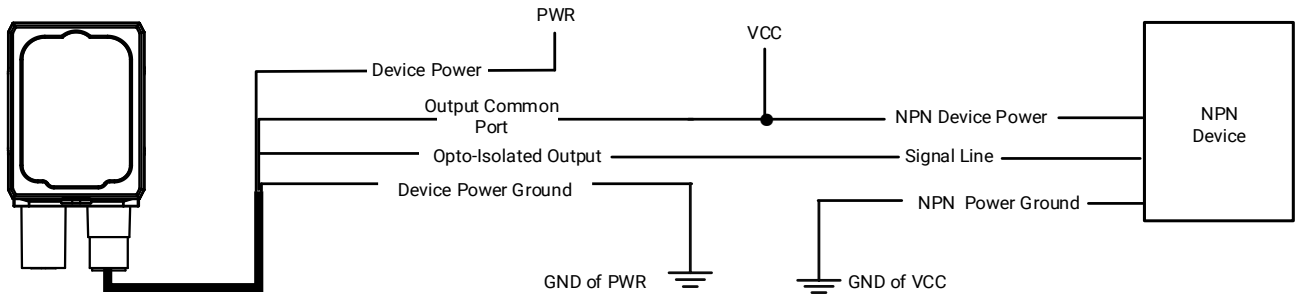 PWR
VCC
Device Power
Output Common
Port
NPN Device Power
NPN
Device
Opto-Isolated Output
Signal Line
Device Power Ground
NPN Power Ground
GND of PWR
GND of VCC